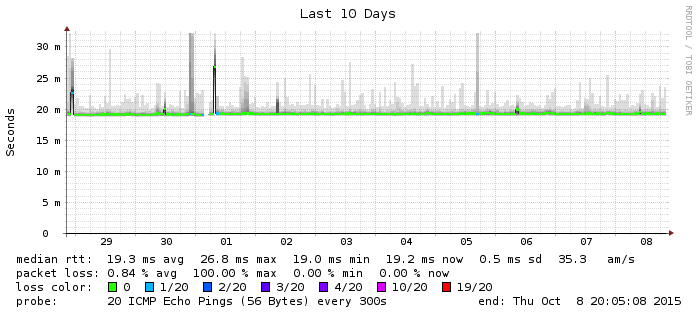 Last 10 Days
RRDTOOL / TOBI OETIKER
Seconds
30 m
25 m
20 m
15 m
10 m
5 m
0
29 30 01 02 03 04 05 06 07 08
median rtt: 19.3 ms avg 26.8 ms max 19.0 ms min 19.2 ms now 0.5 ms sd 35.3 am/s
packet loss: 0.84 % avg 100.00 % max 0.00 % min 0.00 % now
loss color: 0 1/20 2/20 3/20 4/20 10/20 19/20
probe: 20 ICMP Echo Pings (56 Bytes) every 300s end: Thu Oct 8 20:05:08 2015